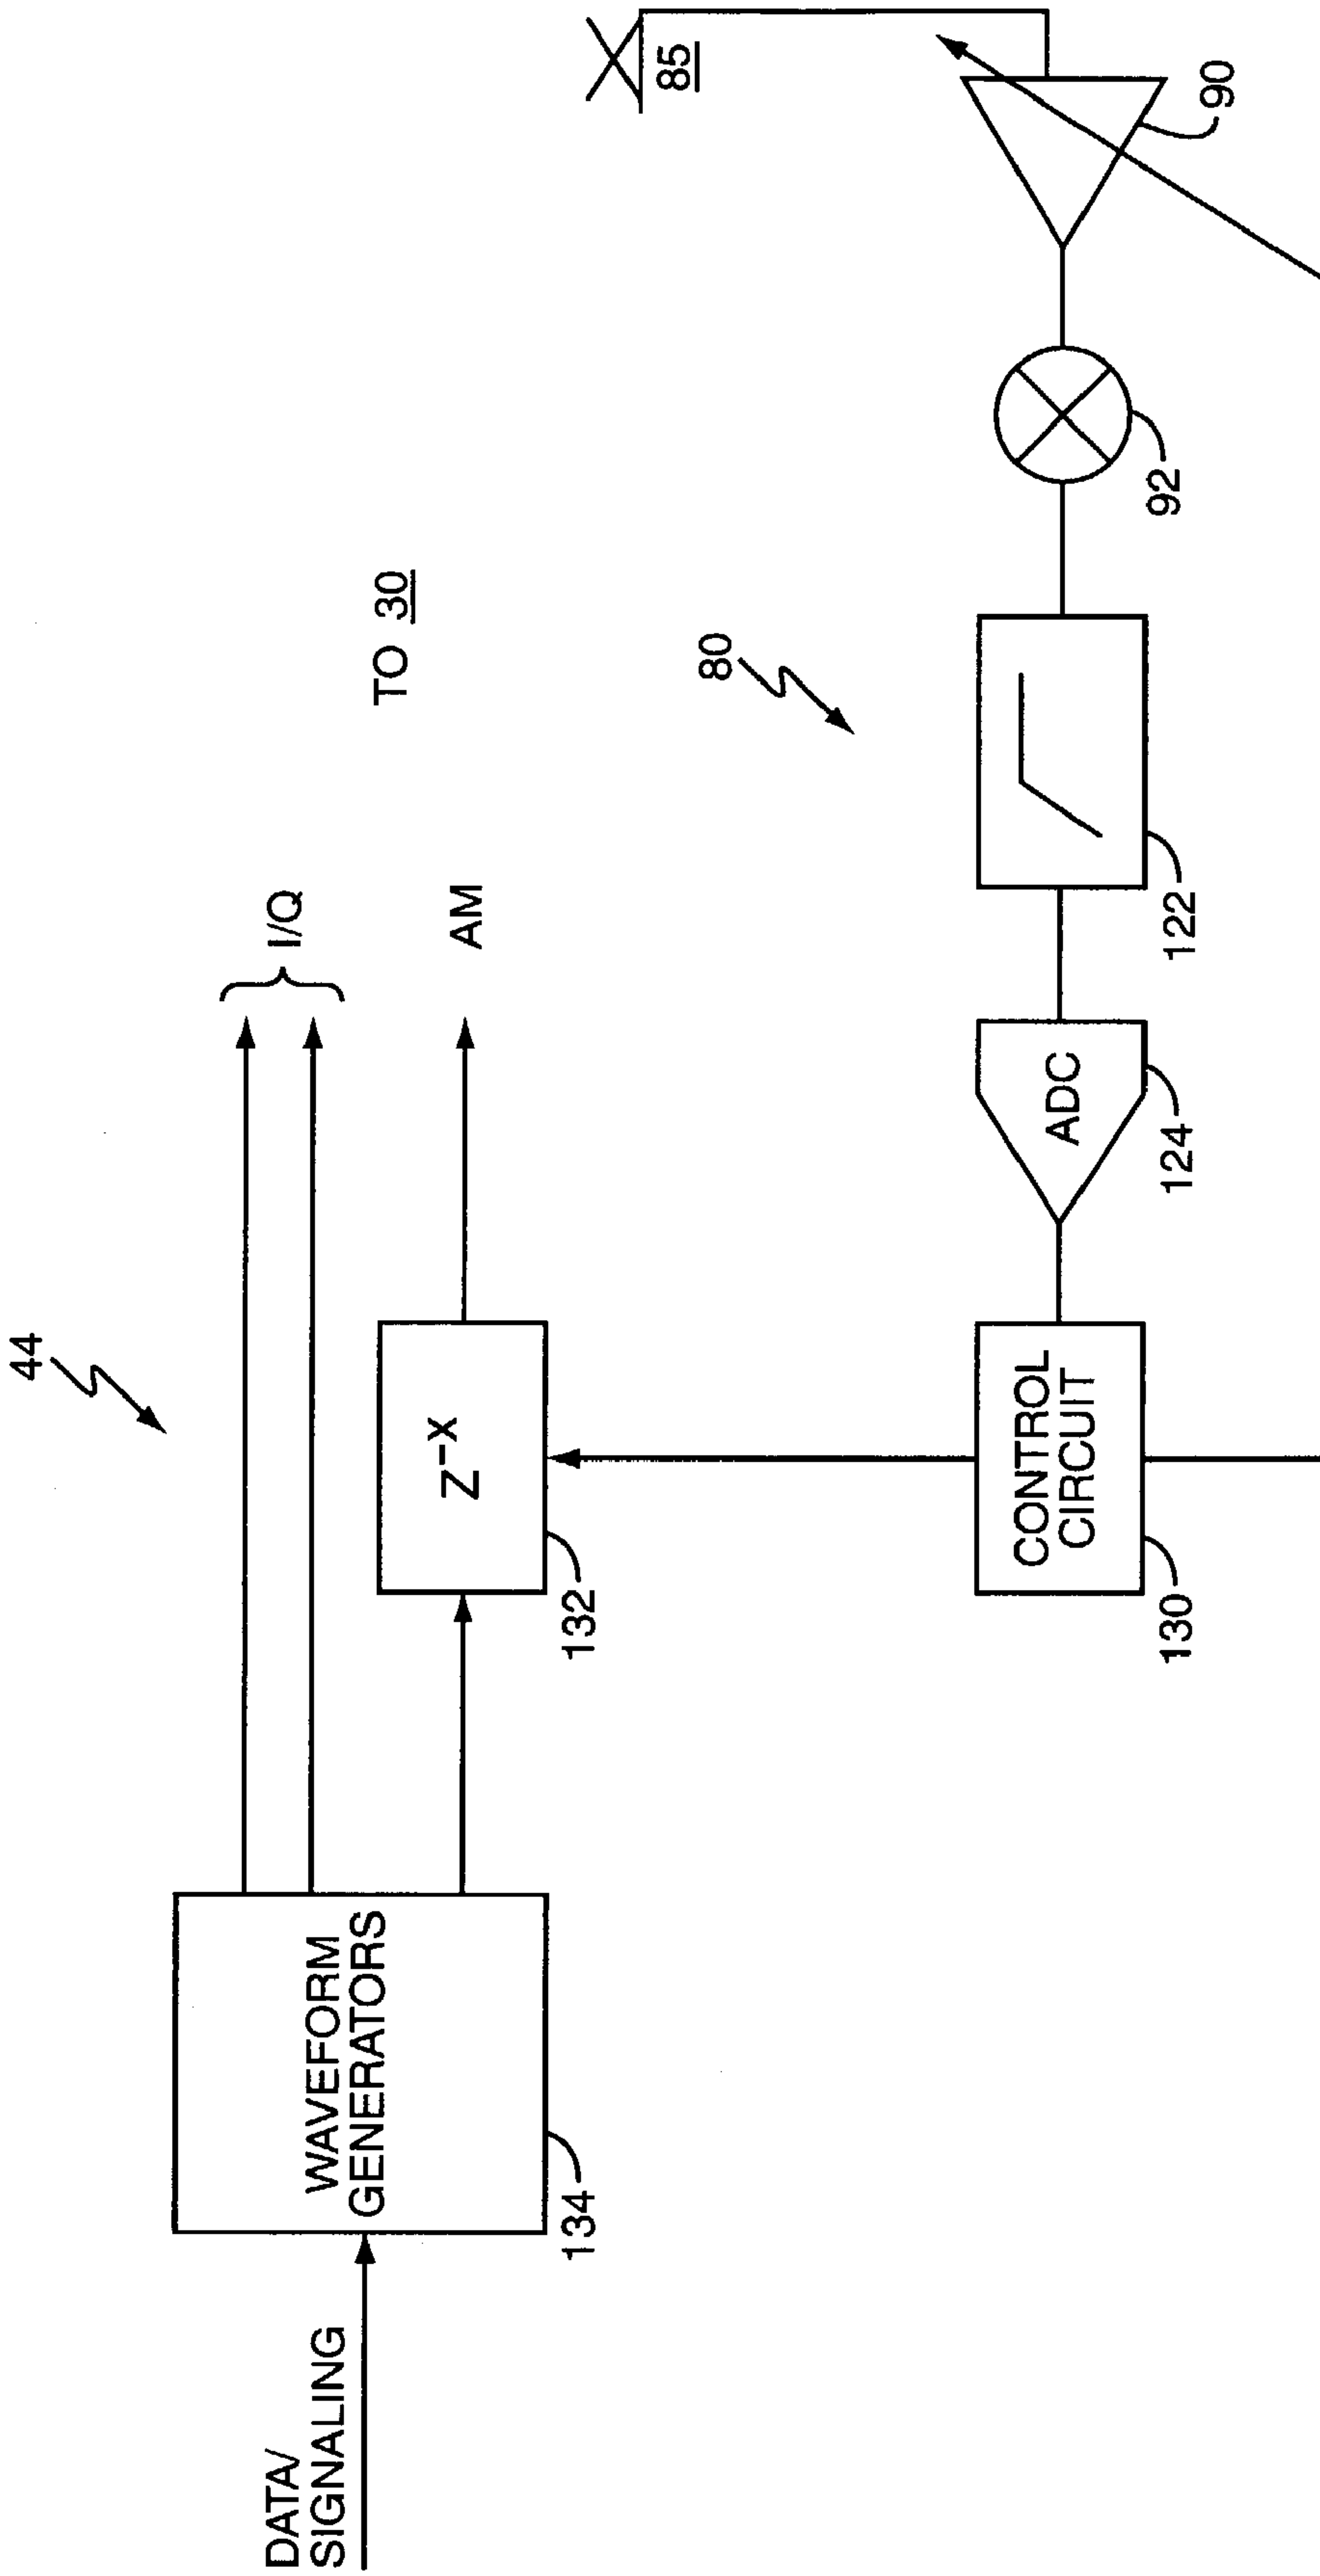 44
DATA/
SIGNALING
WAVEFORM
GENERATORS
134
I/Q
Z⁻ˣ
132
AM
TO 30
80
85
CONTROL
CIRCUIT
130
ADC
124
122
92
90